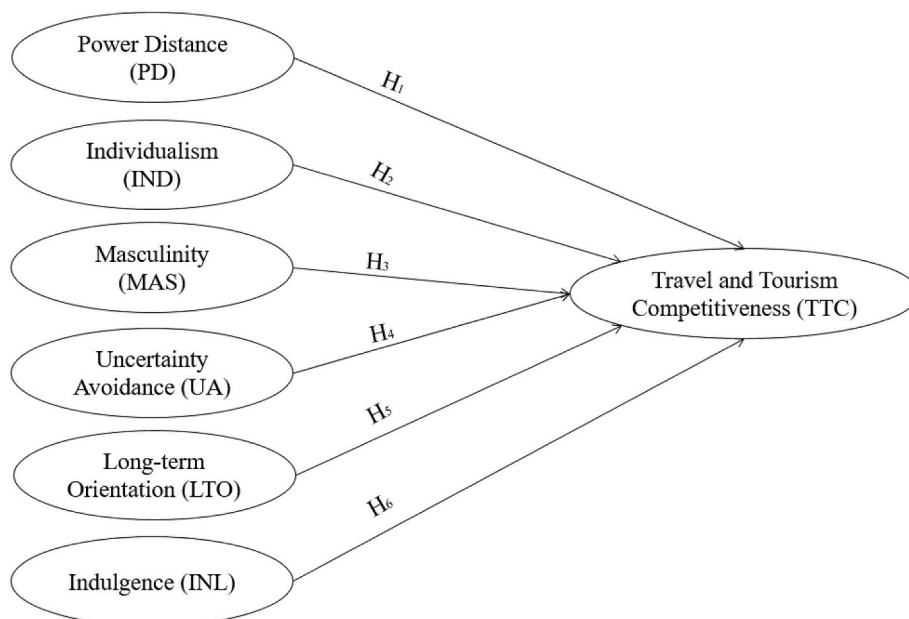 Power Distance
(PD)
H₁
Individualism
(IND)
H₂
Masculinity
(MAS)
H₃
Travel and Tourism
Competitiveness (TTC)
Uncertainty
Avoidance (UA)
H₄
Long-term
Orientation (LTO)
H₅
Indulgence (INL)
H₆